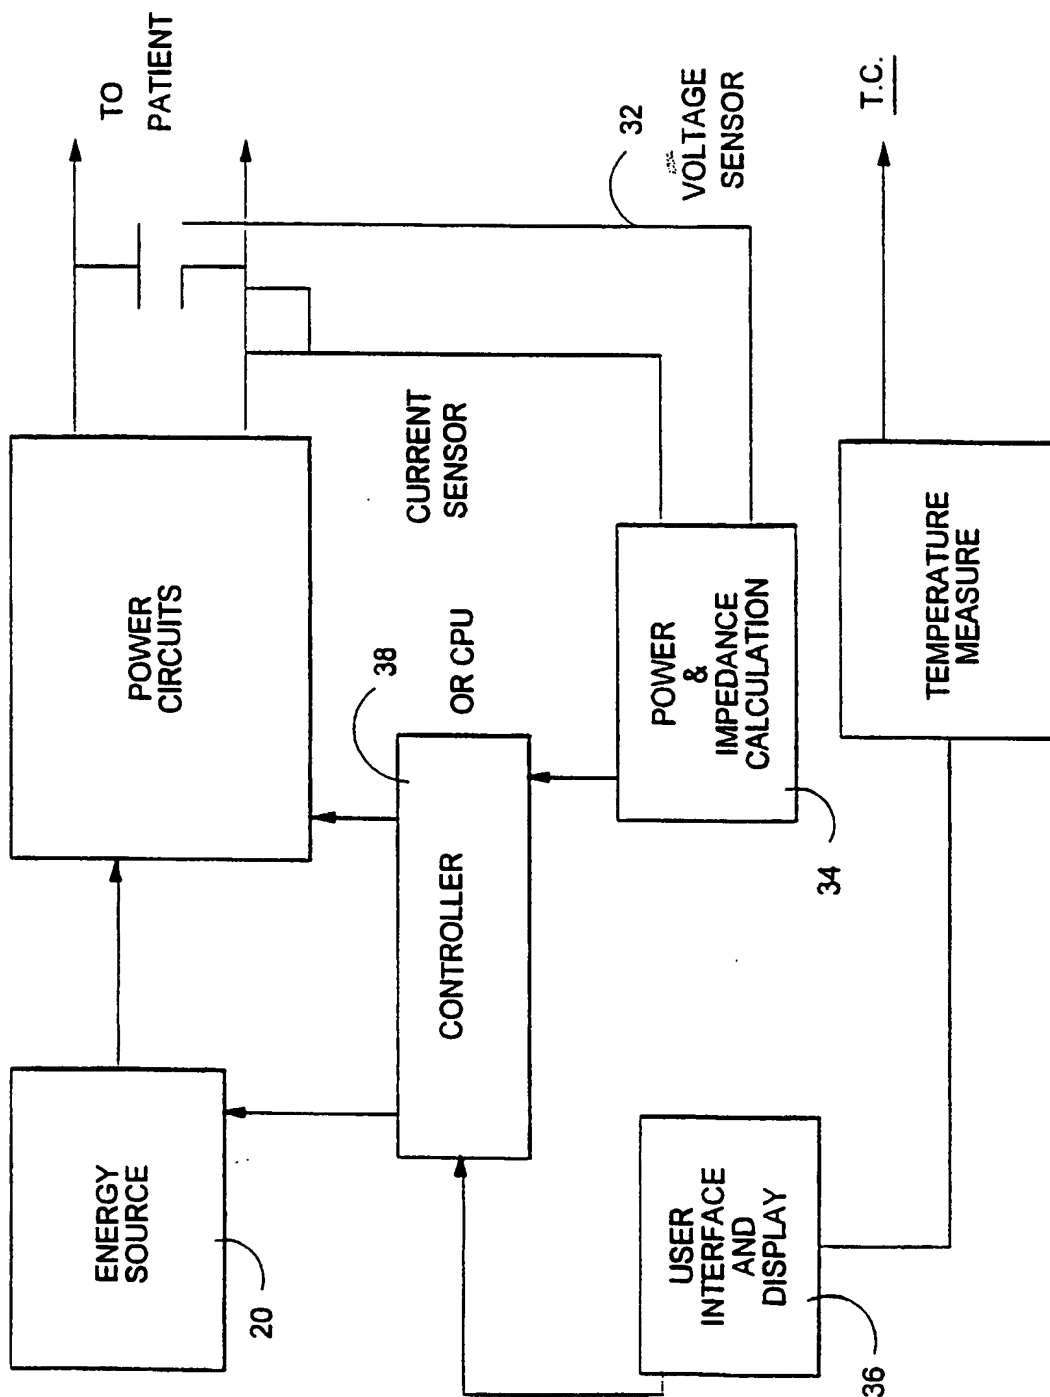 ENERGY
SOURCE
20
POWER
CIRCUITS
TO
PATIENT
CONTROLLER
38
OR CPU
CURRENT
SENSOR
32
VOLTAGE
SENSOR
USER
INTERFACE
AND
DISPLAY
36
POWER
&
IMPEDANCE
CALCULATION
34
TEMPERATURE
MEASURE
T.C.